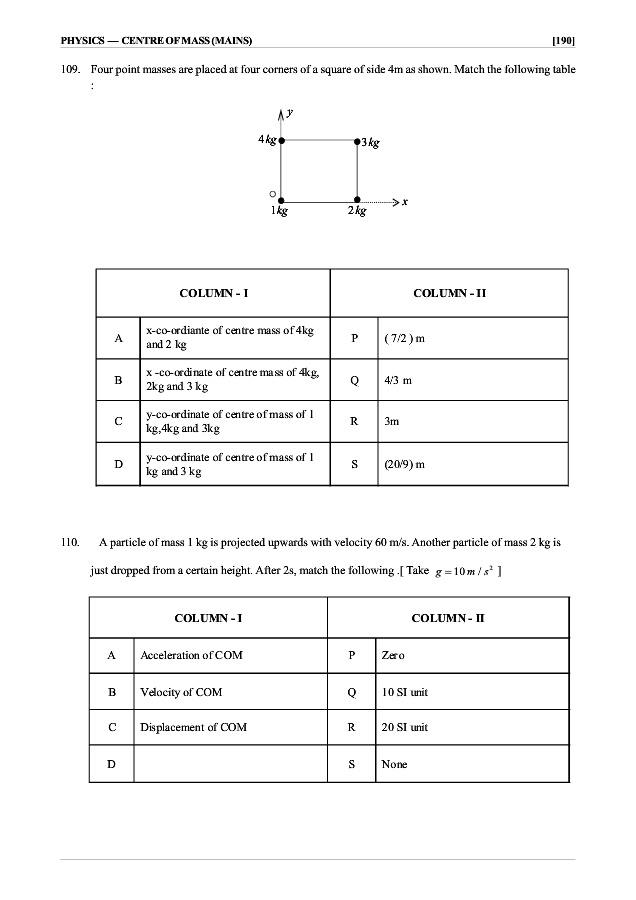 PHYSICS — CENTRE OF MASS (MAINS) [190]
109. Four point masses are placed at four corners of a square of side 4m as shown. Match the following table
:
y
4 kg 3 kg
O
x
1 kg 2 kg
COLUMN - I COLUMN - II
A x-co-ordiante of centre mass of 4kg and 2 kg P ( 7/2 ) m
B x -co-ordinate of centre mass of 4kg, 2kg and 3 kg Q 4/3 m
C y-co-ordinate of centre of mass of 1 kg,4kg and 3kg R 3m
D y-co-ordinate of centre of mass of 1 kg and 3 kg S (20/9) m
110. A particle of mass 1 kg is projected upwards with velocity 60 m/s. Another particle of mass 2 kg is
just dropped from a certain height. After 2s, match the following .[ Take g = 10 m / s² ]
COLUMN - I COLUMN - II
A Acceleration of COM P Zero
B Velocity of COM Q 10 SI unit
C Displacement of COM R 20 SI unit
D S None